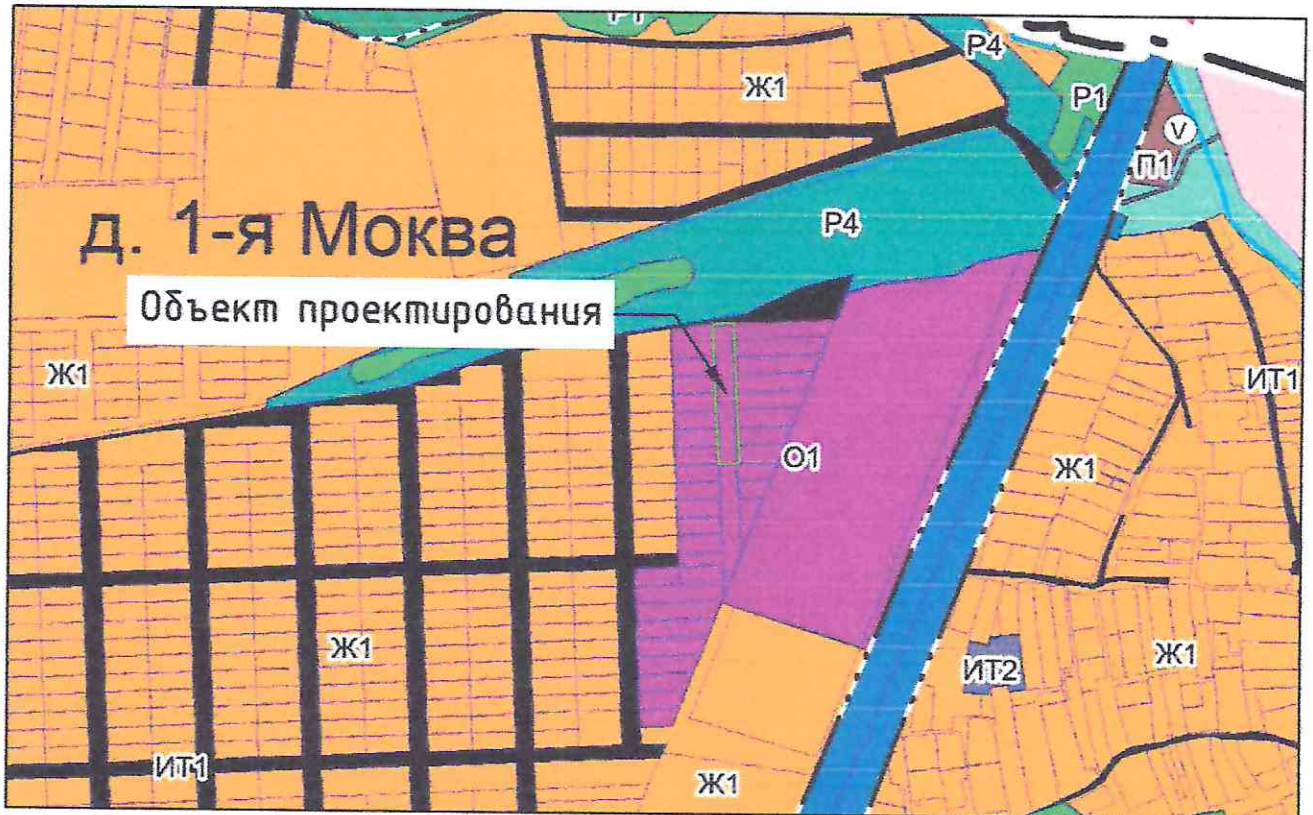 Р1
Р4
Ж1
Р1
V
П1
д. 1-я Моква
Р4
Объект проектирования
Ж1
ИТ1
О1
Ж1
Ж1
ИТ2
Ж1
ИТ1
Ж1